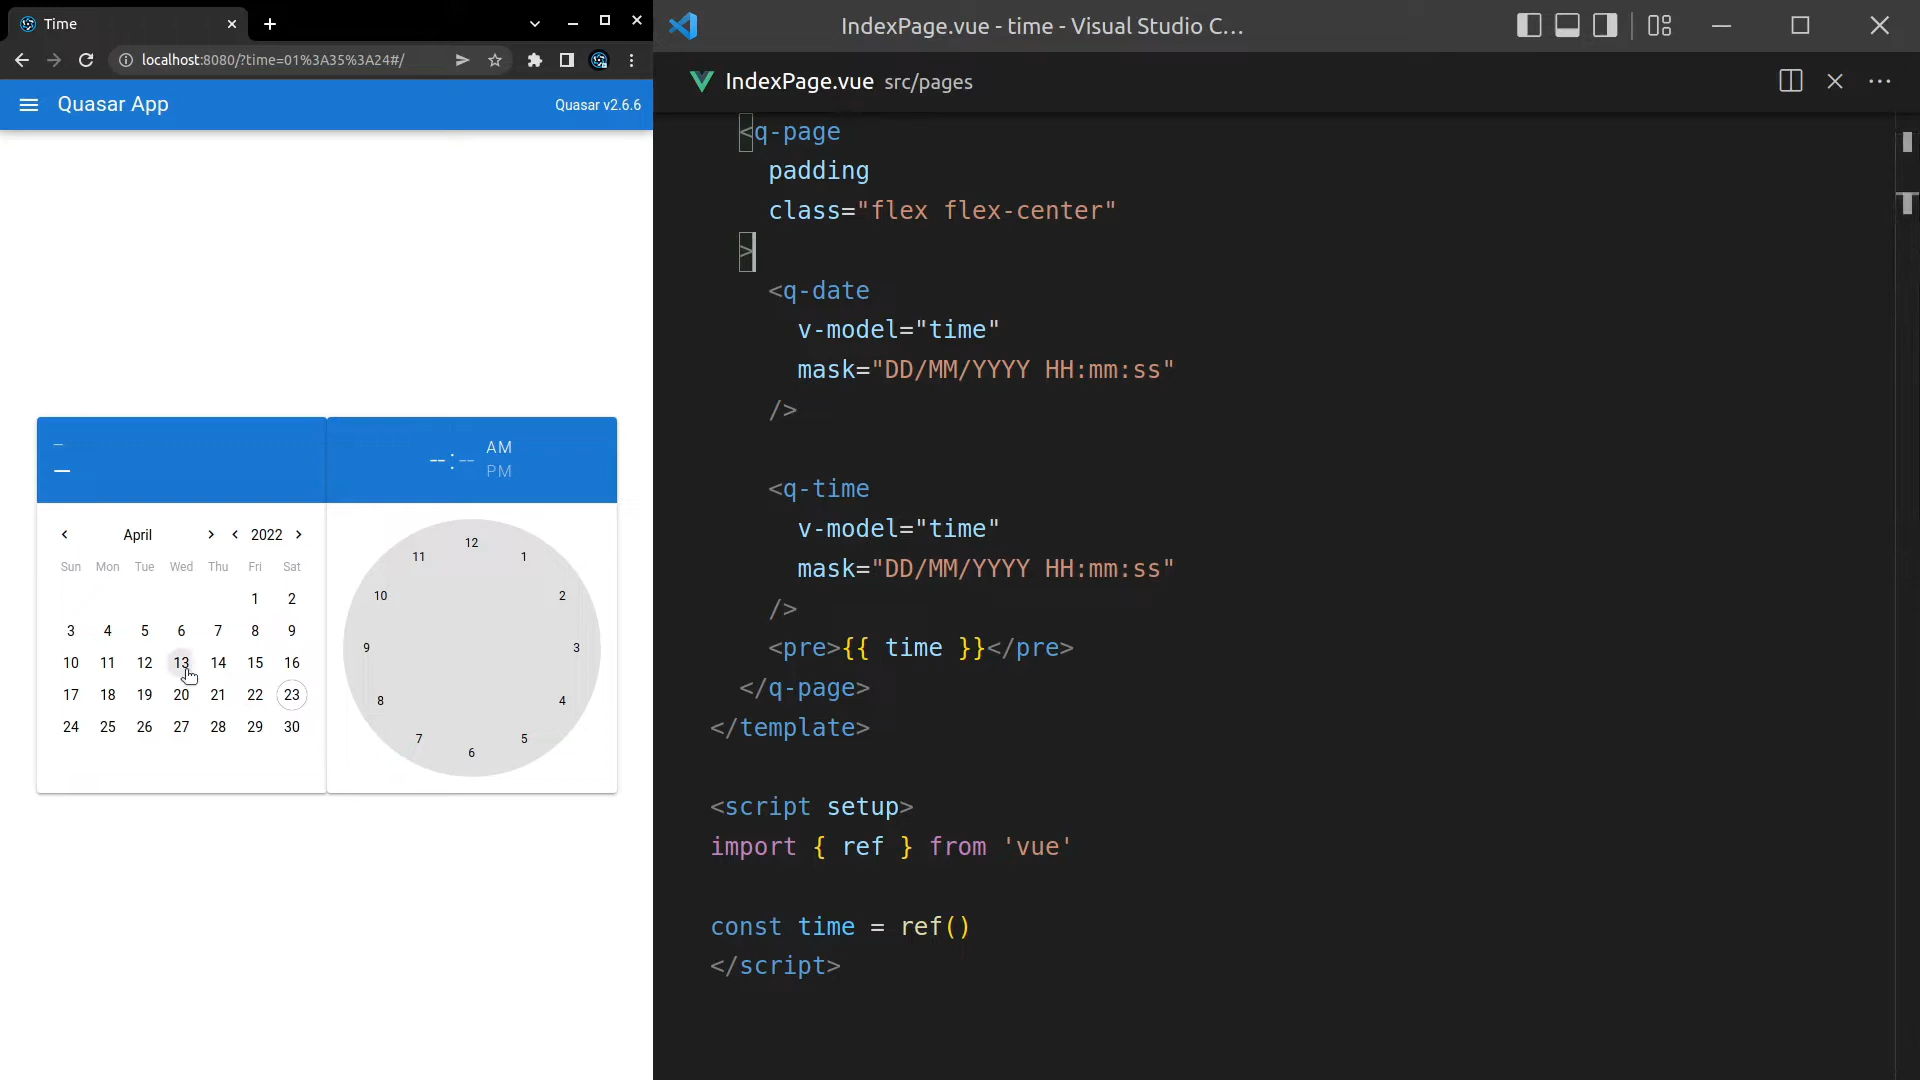 Time
localhost:8080/?time=01%3A35%3A24#/
Quasar App
Quasar v2.6.6
—
—
--:-- AM
PM
April 2022
Sun Mon Tue Wed Thu Fri Sat
1 2
3 4 5 6 7 8 9
10 11 12 13 14 15 16
17 18 19 20 21 22 23
24 25 26 27 28 29 30
12
11 1
10 2
9 3
8 4
7 5
6
IndexPage.vue - time - Visual Studio C...
IndexPage.vue src/pages
<q-page
padding
class="flex flex-center"
>
<q-date
v-model="time"
mask="DD/MM/YYYY HH:mm:ss"
/>
<q-time
v-model="time"
mask="DD/MM/YYYY HH:mm:ss"
/>
<pre>{{ time }}</pre>
</q-page>
</template>
<script setup>
import { ref } from 'vue'
const time = ref()
</script>